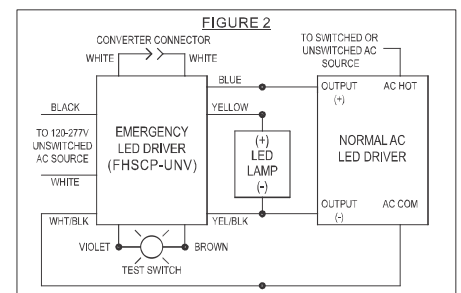 FIGURE 2
CONVERTER CONNECTOR
WHITE
WHITE
TO SWITCHED OR
UNSWITCHED AC
SOURCE
BLUE
OUTPUT
(+)
AC HOT
BLACK
YELLOW
TO 120-277V
UNSWITCHED
AC SOURCE
EMERGENCY
LED DRIVER
(FHSCP-UNV)
(+)
LED
LAMP
(-)
NORMAL AC
LED DRIVER
WHITE
WHT/BLK
YEL/BLK
OUTPUT
(-)
AC COM
VIOLET
BROWN
TEST SWITCH